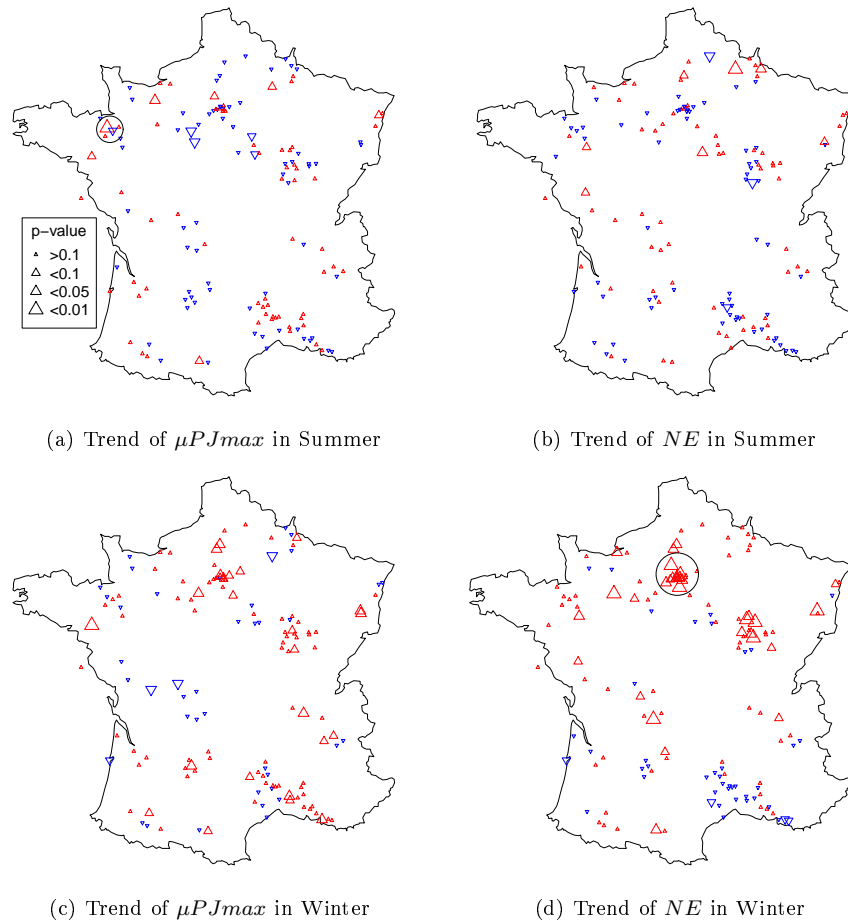 p-value
>0.1
<0.1
<0.05
<0.01
(a) Trend of μPJmax in Summer
(b) Trend of NE in Summer
(c) Trend of μPJmax in Winter
(d) Trend of NE in Winter